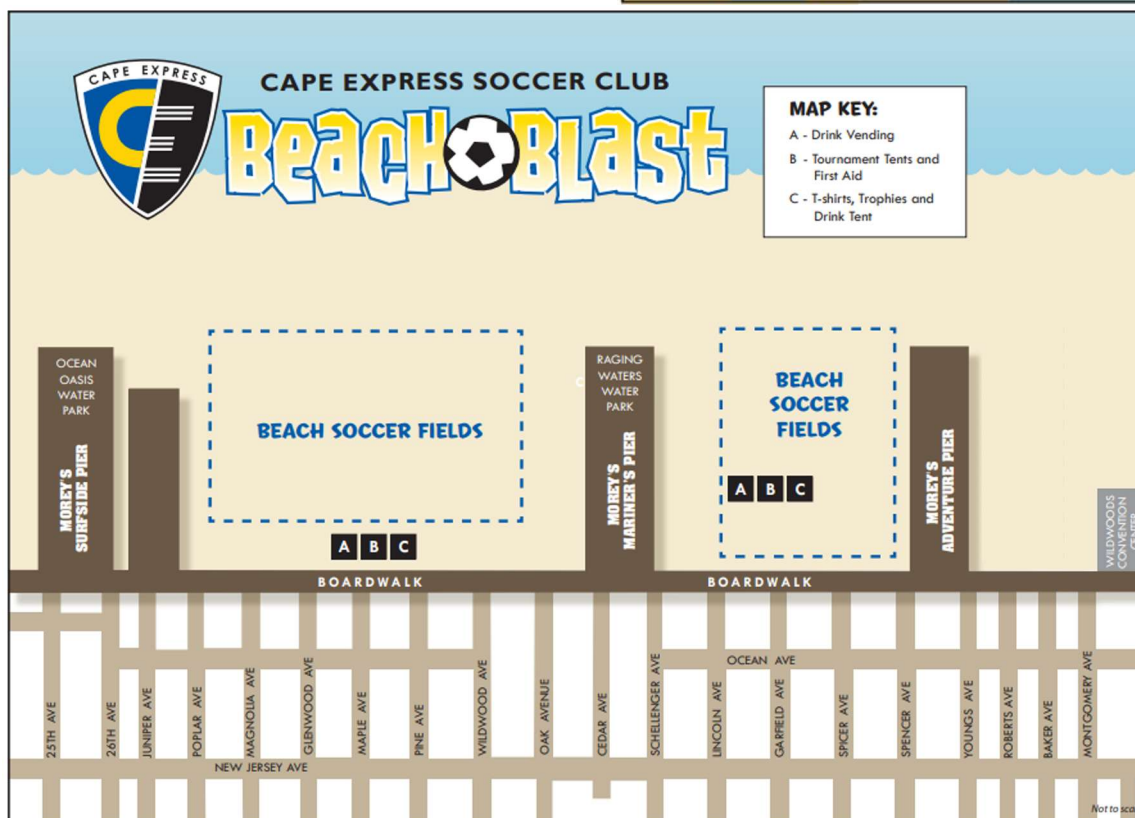 CAPE EXPRESS
CE
CAPE EXPRESS SOCCER CLUB
BEACH BLAST
MAP KEY:
A - Drink Vending
B - Tournament Tents and
First Aid
C - T-shirts, Trophies and
Drink Tent
OCEAN
OASIS
WATER
PARK
MOREY'S
SURFSIDE PIER
BEACH SOCCER FIELDS
A B C
C
RAGING
WATERS
WATER
PARK
MOREY'S
MARINER'S PIER
BEACH
SOCCER
FIELDS
A B C
MOREY'S
ADVENTURE PIER
WILDWOODS
CONVENTION
CENTER
BOARDWALK
BOARDWALK
OCEAN AVE
25TH AVE
26TH AVE
JUNIPER AVE
POPLAR AVE
MAGNOLIA AVE
GLENWOOD AVE
MAPLE AVE
PINE AVE
WILDWOOD AVE
OAK AVENUE
CEDAR AVE
SCHELLENGER AVE
LINCOLN AVE
GARFIELD AVE
SPICER AVE
SPENCER AVE
YOUNGS AVE
ROBERTS AVE
BAKER AVE
MONTGOMERY AVE
NEW JERSEY AVE
Not to